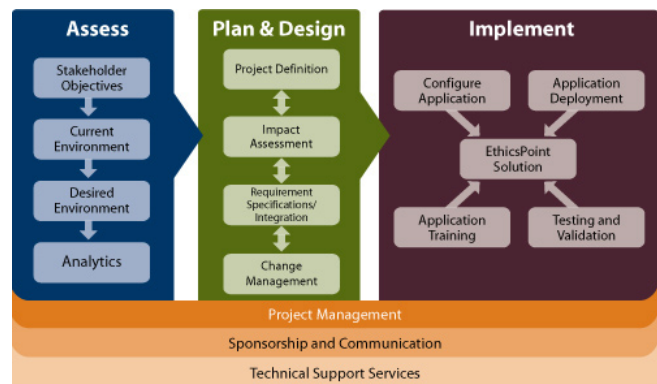 Assess
Stakeholder
Objectives
Current
Environment
Desired
Environment
Analytics
Plan & Design
Project Definition
Impact
Assessment
Requirement
Specifications/
Integration
Change
Management
Implement
Configure
Application
Application
Deployment
EthicsPoint
Solution
Application
Training
Testing and
Validation
Project Management
Sponsorship and Communication
Technical Support Services